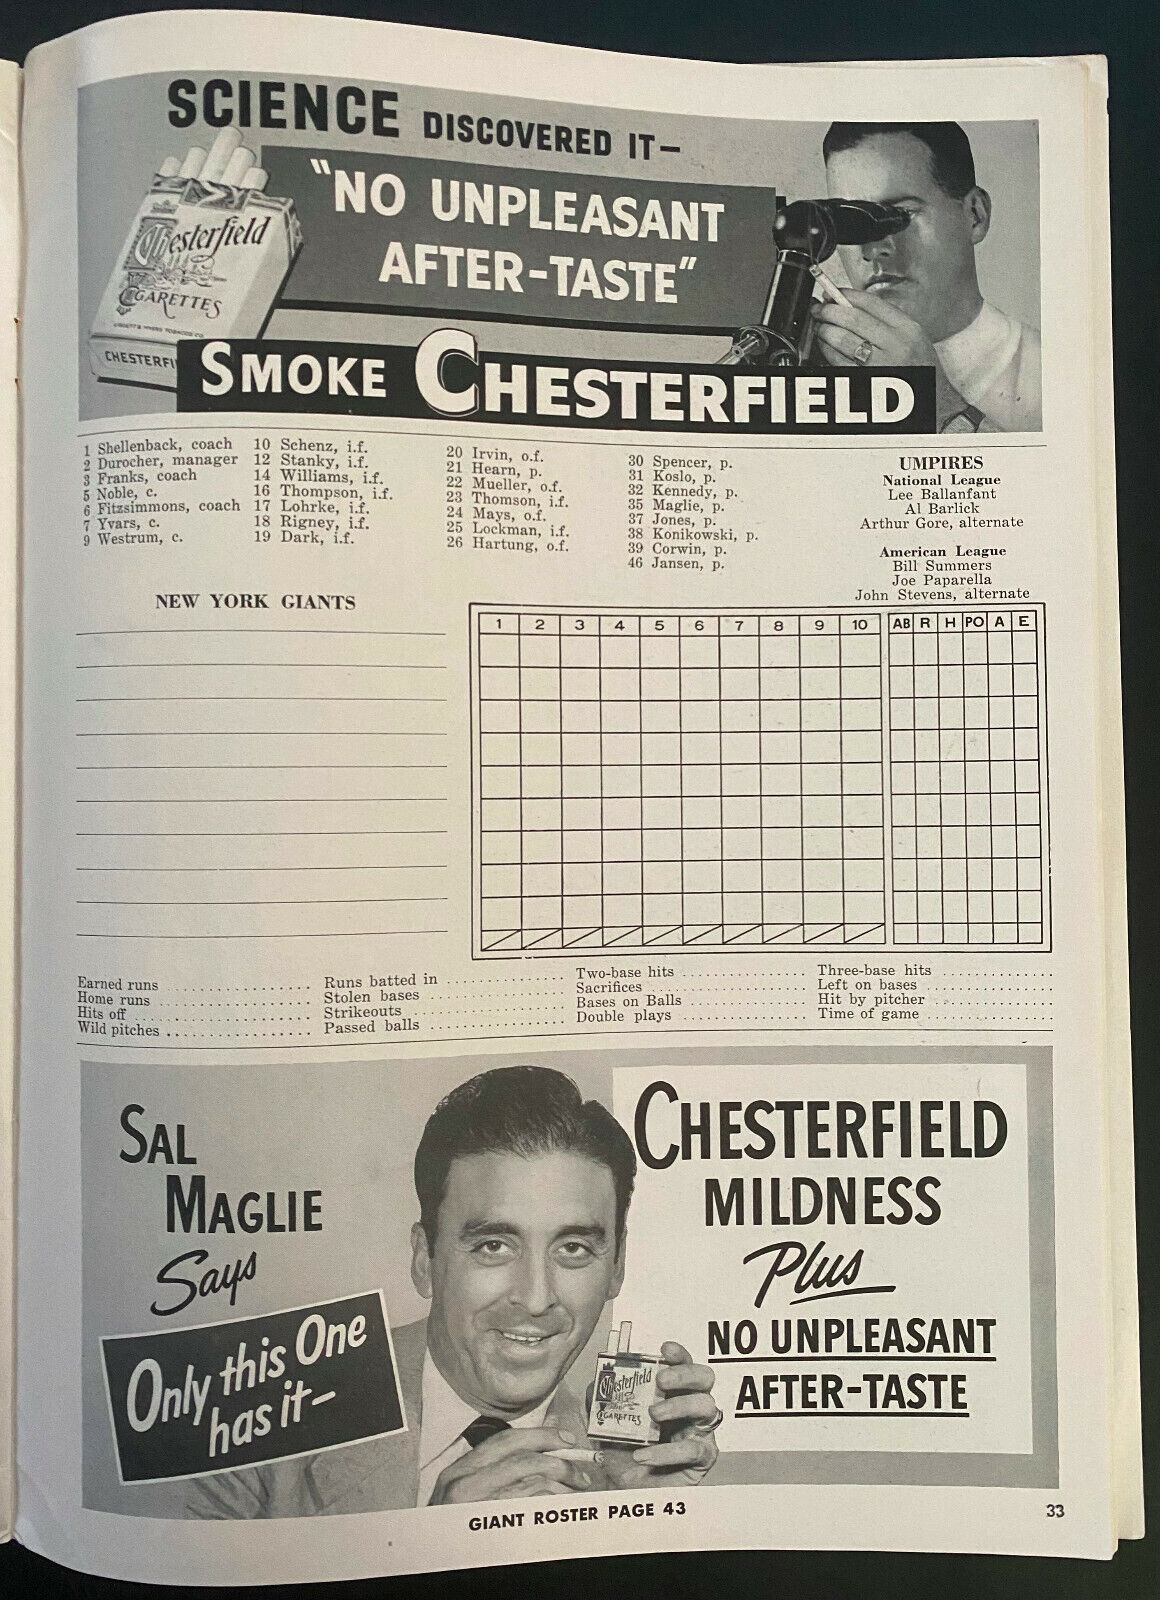 SCIENCE DISCOVERED IT—
"NO UNPLEASANT
AFTER-TASTE"
Chesterfield
CIGARETTES
LIGGETT & MYERS TOBACCO CO.
CHESTERFI
SMOKE CHESTERFIELD
1 Shellenback, coach
2 Durocher, manager
3 Franks, coach
5 Noble, c.
6 Fitzsimmons, coach
7 Yvars, c.
9 Westrum, c.
10 Schenz, i.f.
12 Stanky, i.f.
14 Williams, i.f.
16 Thompson, i.f.
17 Lohrke, i.f.
18 Rigney, i.f.
19 Dark, i.f.
20 Irvin, o.f.
21 Hearn, p.
22 Mueller, o.f.
23 Thomson, i.f.
24 Mays, o.f.
25 Lockman, i.f.
26 Hartung, o.f.
30 Spencer, p.
31 Koslo, p.
32 Kennedy, p.
35 Maglie, p.
37 Jones, p.
38 Konikowski, p.
39 Corwin, p.
46 Jansen, p.
UMPIRES
National League
Lee Ballanfant
Al Barlick
Arthur Gore, alternate
American League
Bill Summers
Joe Paparella
John Stevens, alternate
NEW YORK GIANTS
1 2 3 4 5 6 7 8 9 10 AB R H PO A E
Earned runs
Home runs
Hits off
Wild pitches
Runs batted in
Stolen bases
Strikeouts
Passed balls
Two-base hits
Sacrifices
Bases on Balls
Double plays
Three-base hits
Left on bases
Hit by pitcher
Time of game
SAL
MAGLIE
Says
Only this One
has it—
Chesterfield
CIGARETTES
CHESTERFIELD
MILDNESS
Plus
NO UNPLEASANT
AFTER-TASTE
GIANT ROSTER PAGE 43
33